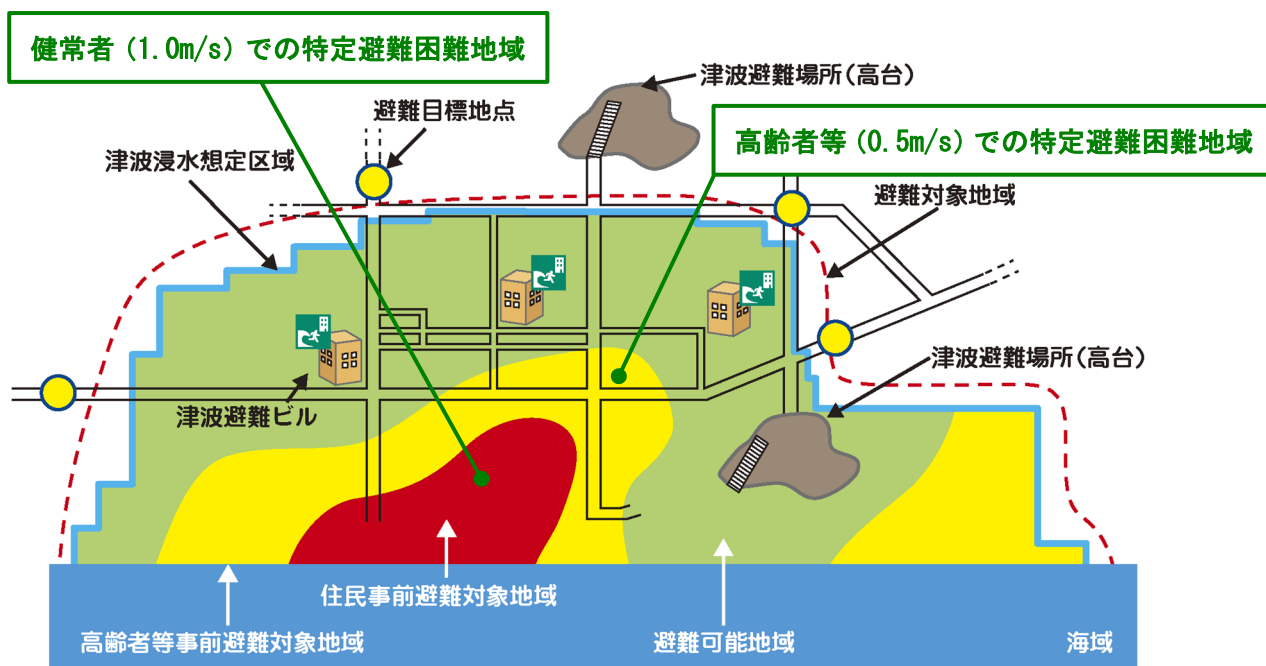 健常者（1.0m/s）での特定避難困難地域
津波避難場所（高台）
避難目標地点
高齢者等（0.5m/s）での特定避難困難地域
津波浸水想定区域
避難対象地域
津波避難場所（高台）
津波避難ビル
住民事前避難対象地域
高齢者等事前避難対象地域
避難可能地域
海域